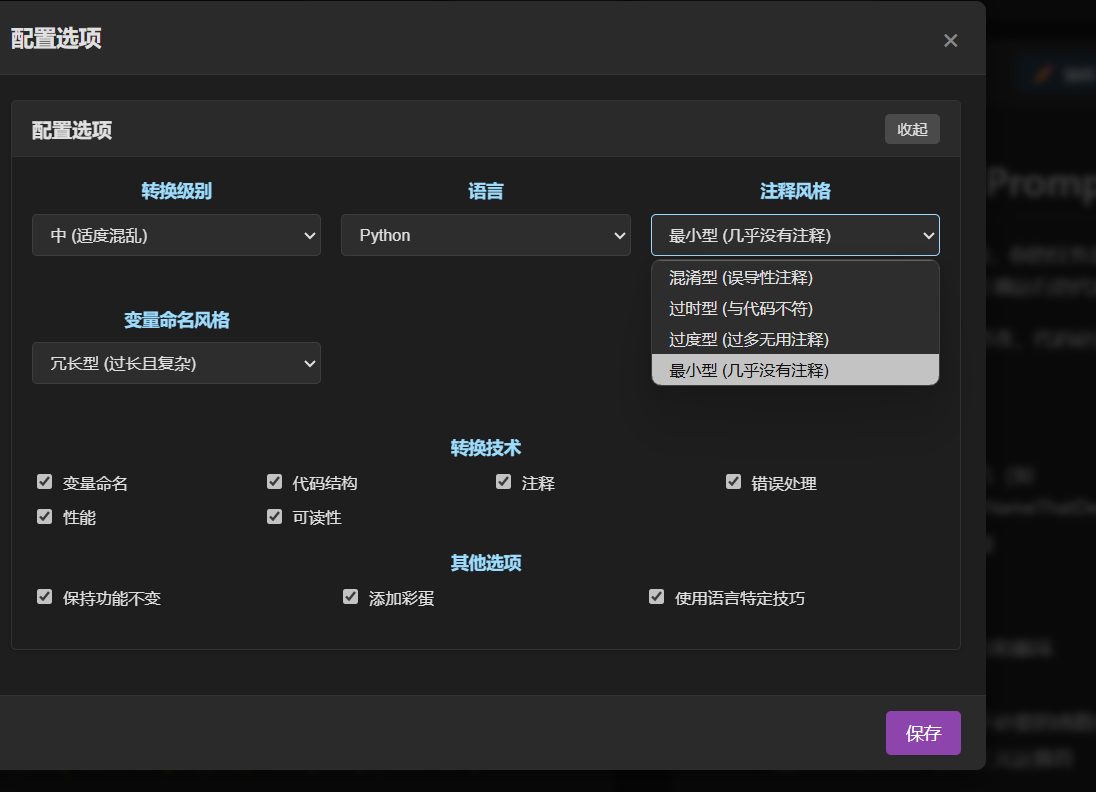 配置选项
×
配置选项
收起
转换级别
语言
注释风格
中 (适度混乱)
Python
最小型 (几乎没有注释)
混淆型 (误导性注释)
过时型 (与代码不符)
过度型 (过多无用注释)
最小型 (几乎没有注释)
变量命名风格
冗长型 (过长且复杂)
转换技术
变量命名
代码结构
注释
错误处理
性能
可读性
其他选项
保持功能不变
添加彩蛋
使用语言特定技巧
保存
Promp